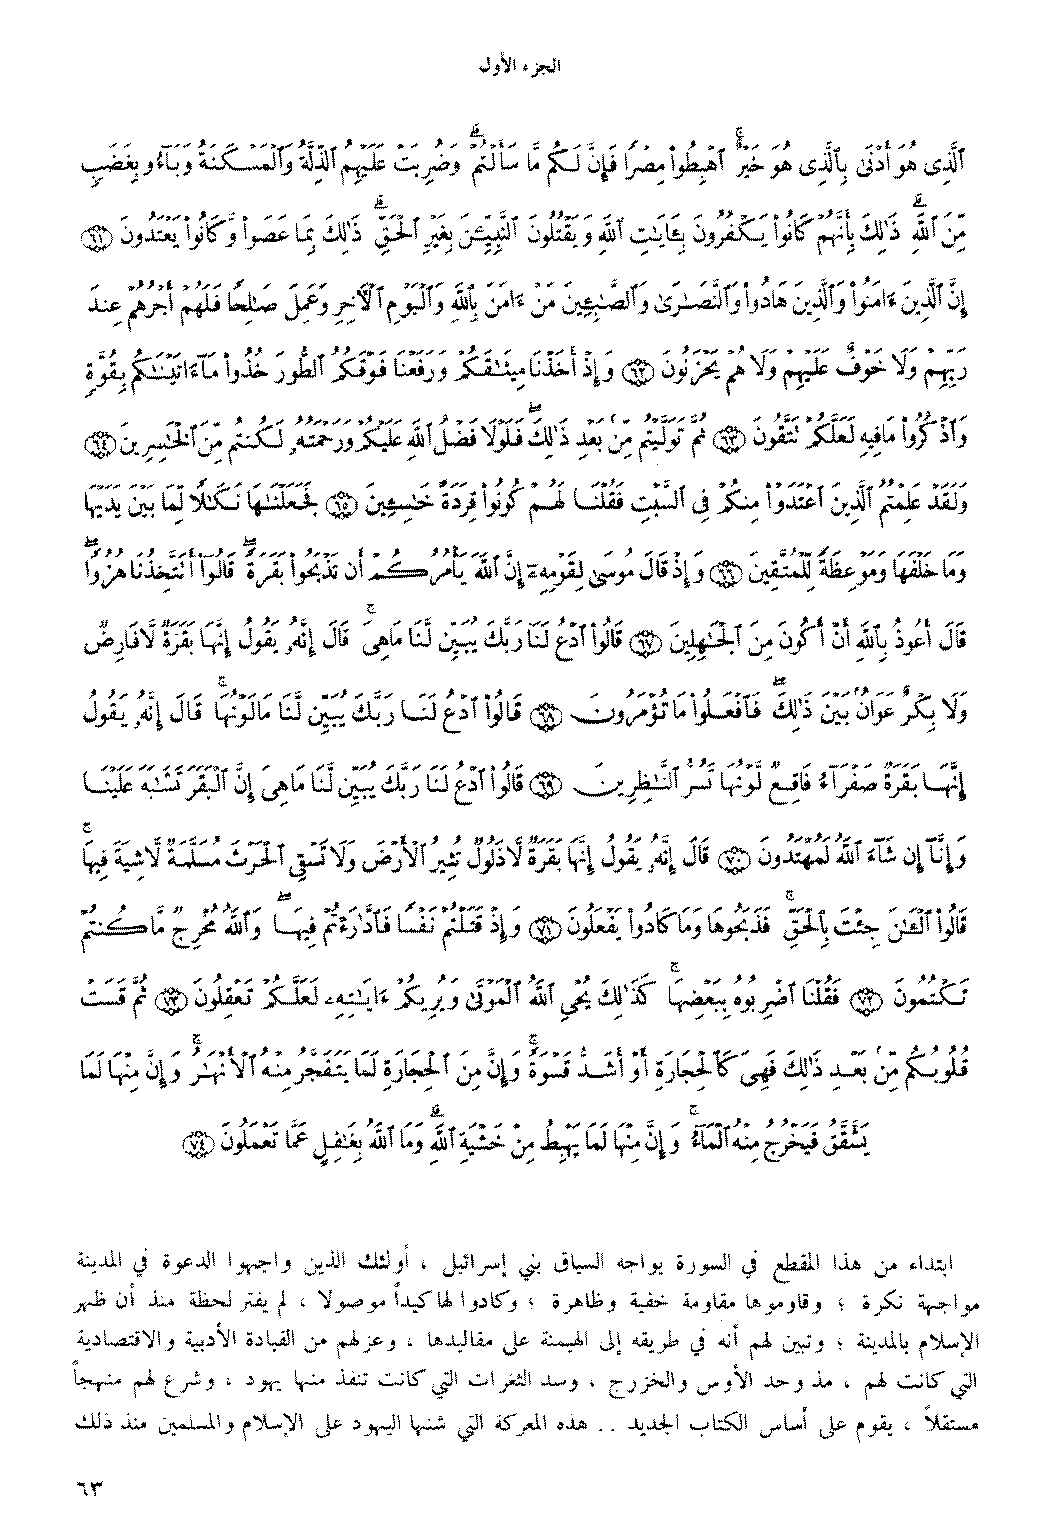 الجزء الأول
ٱلَّذِى هُوَ أَدْنَىٰ بِٱلَّذِى هُوَ خَيْرٌ ۚ ٱهْبِطُوا۟ مِصْرًا فَإِنَّ لَكُم مَّا سَأَلْتُمْ ۗ وَضُرِبَتْ عَلَيْهِمُ ٱلذِّلَّةُ وَٱلْمَسْكَنَةُ وَبَآءُو بِغَضَبٍ
مِّنَ ٱللَّهِ ۗ ذَٰلِكَ بِأَنَّهُمْ كَانُوا۟ يَكْفُرُونَ بِـَٔايَٰتِ ٱللَّهِ وَيَقْتُلُونَ ٱلنَّبِيِّـۧنَ بِغَيْرِ ٱلْحَقِّ ۗ ذَٰلِكَ بِمَا عَصَوا۟ وَّكَانُوا۟ يَعْتَدُونَ ٦١
إِنَّ ٱلَّذِينَ ءَامَنُوا۟ وَٱلَّذِينَ هَادُوا۟ وَٱلنَّصَٰرَىٰ وَٱلصَّٰبِـِٔينَ مَنْ ءَامَنَ بِٱللَّهِ وَٱلْيَوْمِ ٱلْـَٔاخِرِ وَعَمِلَ صَٰلِحًا فَلَهُمْ أَجْرُهُمْ عِندَ
رَبِّهِمْ وَلَا خَوْفٌ عَلَيْهِمْ وَلَا هُمْ يَحْزَنُونَ ٦٢ وَإِذْ أَخَذْنَا مِيثَٰقَكُمْ وَرَفَعْنَا فَوْقَكُمُ ٱلطُّورَ خُذُوا۟ مَآ ءَاتَيْنَٰكُم بِقُوَّةٍ
وَٱذْكُرُوا۟ مَا فِيهِ لَعَلَّكُمْ تَتَّقُونَ ٦٣ ثُمَّ تَوَلَّيْتُم مِّنۢ بَعْدِ ذَٰلِكَ ۖ فَلَوْلَا فَضْلُ ٱللَّهِ عَلَيْكُمْ وَرَحْمَتُهُۥ لَكُنتُم مِّنَ ٱلْخَٰسِرِينَ ٦٤
وَلَقَدْ عَلِمْتُمُ ٱلَّذِينَ ٱعْتَدَوْا۟ مِنكُمْ فِى ٱلسَّبْتِ فَقُلْنَا لَهُمْ كُونُوا۟ قِرَدَةً خَٰسِـِٔينَ ٦٥ فَجَعَلْنَٰهَا نَكَٰلًا لِّمَا بَيْنَ يَدَيْهَا
وَمَا خَلْفَهَا وَمَوْعِظَةً لِّلْمُتَّقِينَ ٦٦ وَإِذْ قَالَ مُوسَىٰ لِقَوْمِهِۦٓ إِنَّ ٱللَّهَ يَأْمُرُكُمْ أَن تَذْبَحُوا۟ بَقَرَةً ۖ قَالُوٓا۟ أَتَتَّخِذُنَا هُزُوًا ۖ
قَالَ أَعُوذُ بِٱللَّهِ أَنْ أَكُونَ مِنَ ٱلْجَٰهِلِينَ ٦٧ قَالُوا۟ ٱدْعُ لَنَا رَبَّكَ يُبَيِّن لَّنَا مَا هِىَ ۚ قَالَ إِنَّهُۥ يَقُولُ إِنَّهَا بَقَرَةٌ لَّا فَارِضٌ
وَلَا بِكْرٌ عَوَانٌۢ بَيْنَ ذَٰلِكَ ۖ فَٱفْعَلُوا۟ مَا تُؤْمَرُونَ ٦٨ قَالُوا۟ ٱدْعُ لَنَا رَبَّكَ يُبَيِّن لَّنَا مَا لَوْنُهَا ۚ قَالَ إِنَّهُۥ يَقُولُ
إِنَّهَا بَقَرَةٌ صَفْرَآءُ فَاقِعٌ لَّوْنُهَا تَسُرُّ ٱلنَّٰظِرِينَ ٦٩ قَالُوا۟ ٱدْعُ لَنَا رَبَّكَ يُبَيِّن لَّنَا مَا هِىَ إِنَّ ٱلْبَقَرَ تَشَٰبَهَ عَلَيْنَا
وَإِنَّآ إِن شَآءَ ٱللَّهُ لَمُهْتَدُونَ ٧٠ قَالَ إِنَّهُۥ يَقُولُ إِنَّهَا بَقَرَةٌ لَّا ذَلُولٌ تُثِيرُ ٱلْأَرْضَ وَلَا تَسْقِى ٱلْحَرْثَ مُسَلَّمَةٌ لَّا شِيَةَ فِيهَا ۚ
قَالُوا۟ ٱلْـَٰٔنَ جِئْتَ بِٱلْحَقِّ ۚ فَذَبَحُوهَا وَمَا كَادُوا۟ يَفْعَلُونَ ٧١ وَإِذْ قَتَلْتُمْ نَفْسًا فَٱدَّٰرَْٰٔتُمْ فِيهَا ۖ وَٱللَّهُ مُخْرِجٌ مَّا كُنتُمْ
تَكْتُمُونَ ٧٢ فَقُلْنَا ٱضْرِبُوهُ بِبَعْضِهَا ۚ كَذَٰلِكَ يُحْىِ ٱللَّهُ ٱلْمَوْتَىٰ وَيُرِيكُمْ ءَايَٰتِهِۦ لَعَلَّكُمْ تَعْقِلُونَ ٧٣ ثُمَّ قَسَتْ
قُلُوبُكُم مِّنۢ بَعْدِ ذَٰلِكَ فَهِىَ كَٱلْحِجَارَةِ أَوْ أَشَدُّ قَسْوَةً ۚ وَإِنَّ مِنَ ٱلْحِجَارَةِ لَمَا يَتَفَجَّرُ مِنْهُ ٱلْأَنْهَٰرُ ۚ وَإِنَّ مِنْهَا لَمَا
يَشَّقَّقُ فَيَخْرُجُ مِنْهُ ٱلْمَآءُ ۚ وَإِنَّ مِنْهَا لَمَا يَهْبِطُ مِنْ خَشْيَةِ ٱللَّهِ ۗ وَمَا ٱللَّهُ بِغَٰفِلٍ عَمَّا تَعْمَلُونَ ٧٤
ابتداء من هذا المقطع في السورة يواجه السياق بني إسرائيل ، أولئك الذين واجهوا الدعوة في المدينة
مواجهة نكرة ؛ وقاوموها مقاومة خفية وظاهرة ؛ وكادوا لها كيداً موصولا ، لم يفتر لحظة منذ أن ظهر
الإسلام بالمدينة ؛ وتبين لهم أنه في طريقه إلى الهيمنة على مقاليدها ، وعزلهم من القيادة الأدبية والاقتصادية
التي كانت لهم ، مذ وحد الأوس والخزرج ، وسد الثغرات التي كانت تنفذ منها يهود ، وشرع لهم منهجاً
مستقلاً ، يقوم على أساس الكتاب الجديد .. هذه المعركة التي شنها اليهود على الإسلام والمسلمين منذ ذلك
٦٣